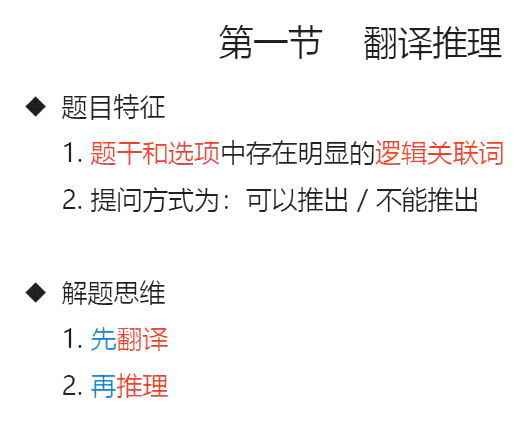 第一节 翻译推理
◆ 题目特征
1. 题干和选项中存在明显的逻辑关联词
2. 提问方式为：可以推出 / 不能推出
◆ 解题思维
1. 先翻译
2. 再推理